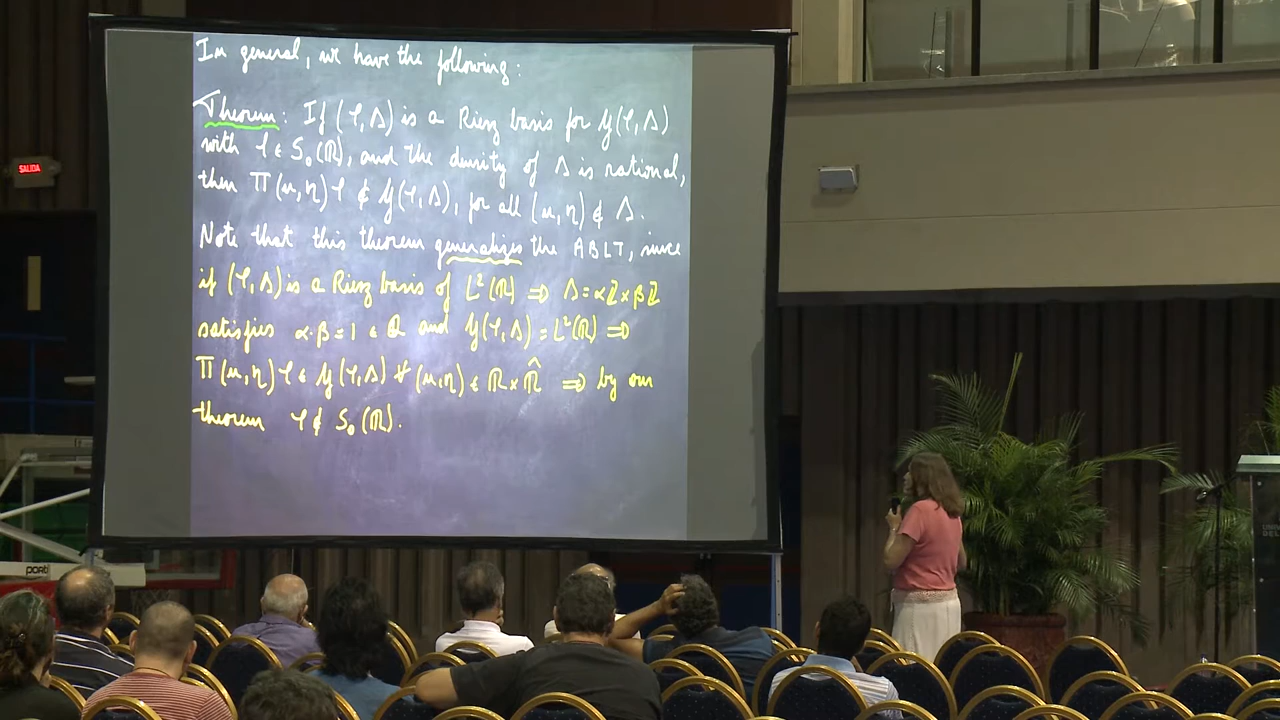 In general, we have the following:
Theorem: If (φ,Λ) is a Riesz basis for 𝒢(φ,Λ)
with φ ∈ S₀(ℝ), and the density of Λ is rational,
then Π(u,η)φ ∉ 𝒢(φ,Λ), for all (u,η) ∉ Λ.
Note that this theorem generalizes the ABLT, since
if (φ,Λ) is a Riesz basis of L²(ℝ) ⇒ Λ=αℤ×βℤ
satisfies α·β=1 ∈ ℚ and 𝒢(φ,Λ)=L²(ℝ) ⇒
Π(u,η)φ ∈ 𝒢(φ,Λ) ∀ (u,η) ∈ ℝ×ℝ̂ ⇒ by our
theorem φ ∉ S₀(ℝ).
SALIDA
porti